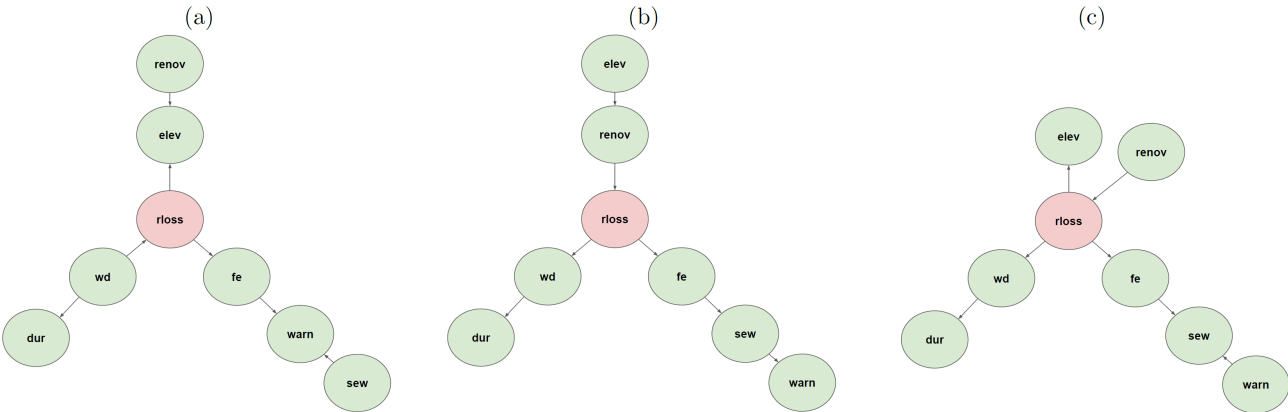 (a)
renov
elev
rloss
wd
fe
dur
warn
sew
(b)
elev
renov
rloss
wd
fe
dur
sew
warn
(c)
elev
renov
rloss
wd
fe
dur
sew
warn